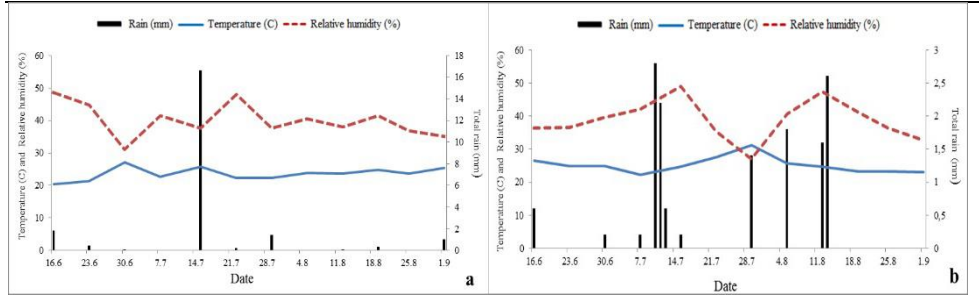 Rain (mm) Temperature (C) Relative humidity (%)
Temperature (C) and Relative humidity (%)
60
50
40
30
20
10
0
18
16
14
12
10
8
6
4
2
0
Total rain (mm)
16.6 23.6 30.6 7.7 14.7 21.7 28.7 4.8 11.8 18.8 25.8 1.9
Date
a
Rain (mm) Temperature (C) Relative humidity (%)
Temperature (C) and Relative humidity (%)
60
50
40
30
20
10
0
3
2,5
2
1,5
1
0,5
0
Total rain (mm)
16.6 23.6 30.6 7.7 14.7 21.7 28.7 4.8 11.8 18.8 25.8 1.9
Date
b